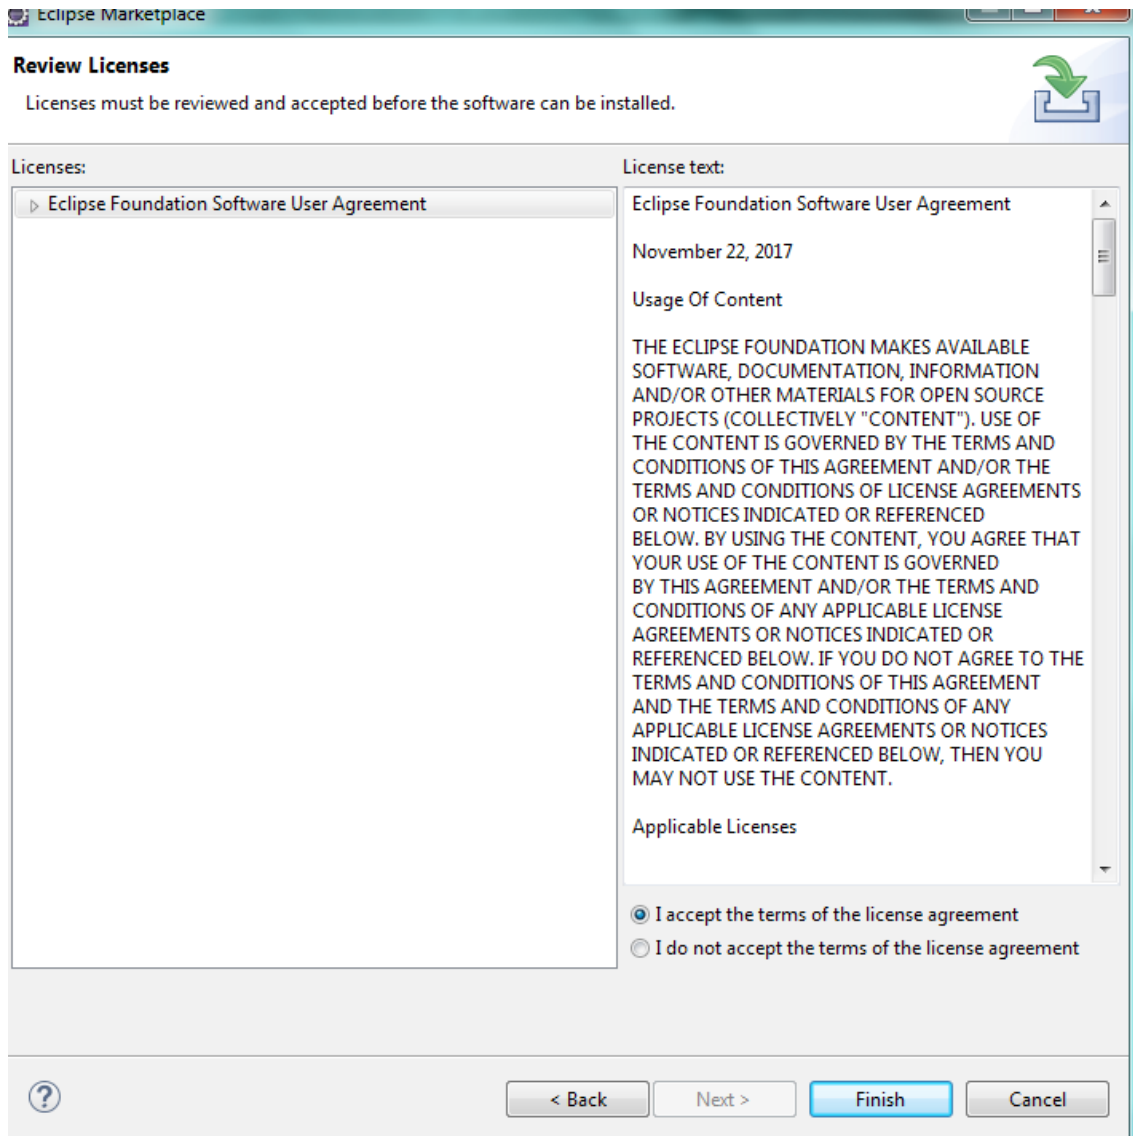 Eclipse Marketplace
Review Licenses
Licenses must be reviewed and accepted before the software can be installed.
Licenses:
Eclipse Foundation Software User Agreement
License text:
Eclipse Foundation Software User Agreement
November 22, 2017
Usage Of Content
THE ECLIPSE FOUNDATION MAKES AVAILABLE
SOFTWARE, DOCUMENTATION, INFORMATION
AND/OR OTHER MATERIALS FOR OPEN SOURCE
PROJECTS (COLLECTIVELY "CONTENT"). USE OF
THE CONTENT IS GOVERNED BY THE TERMS AND
CONDITIONS OF THIS AGREEMENT AND/OR THE
TERMS AND CONDITIONS OF LICENSE AGREEMENTS
OR NOTICES INDICATED OR REFERENCED
BELOW. BY USING THE CONTENT, YOU AGREE THAT
YOUR USE OF THE CONTENT IS GOVERNED
BY THIS AGREEMENT AND/OR THE TERMS AND
CONDITIONS OF ANY APPLICABLE LICENSE
AGREEMENTS OR NOTICES INDICATED OR
REFERENCED BELOW. IF YOU DO NOT AGREE TO THE
TERMS AND CONDITIONS OF THIS AGREEMENT
AND THE TERMS AND CONDITIONS OF ANY
APPLICABLE LICENSE AGREEMENTS OR NOTICES
INDICATED OR REFERENCED BELOW, THEN YOU
MAY NOT USE THE CONTENT.
Applicable Licenses
I accept the terms of the license agreement
I do not accept the terms of the license agreement
< Back
Next >
Finish
Cancel